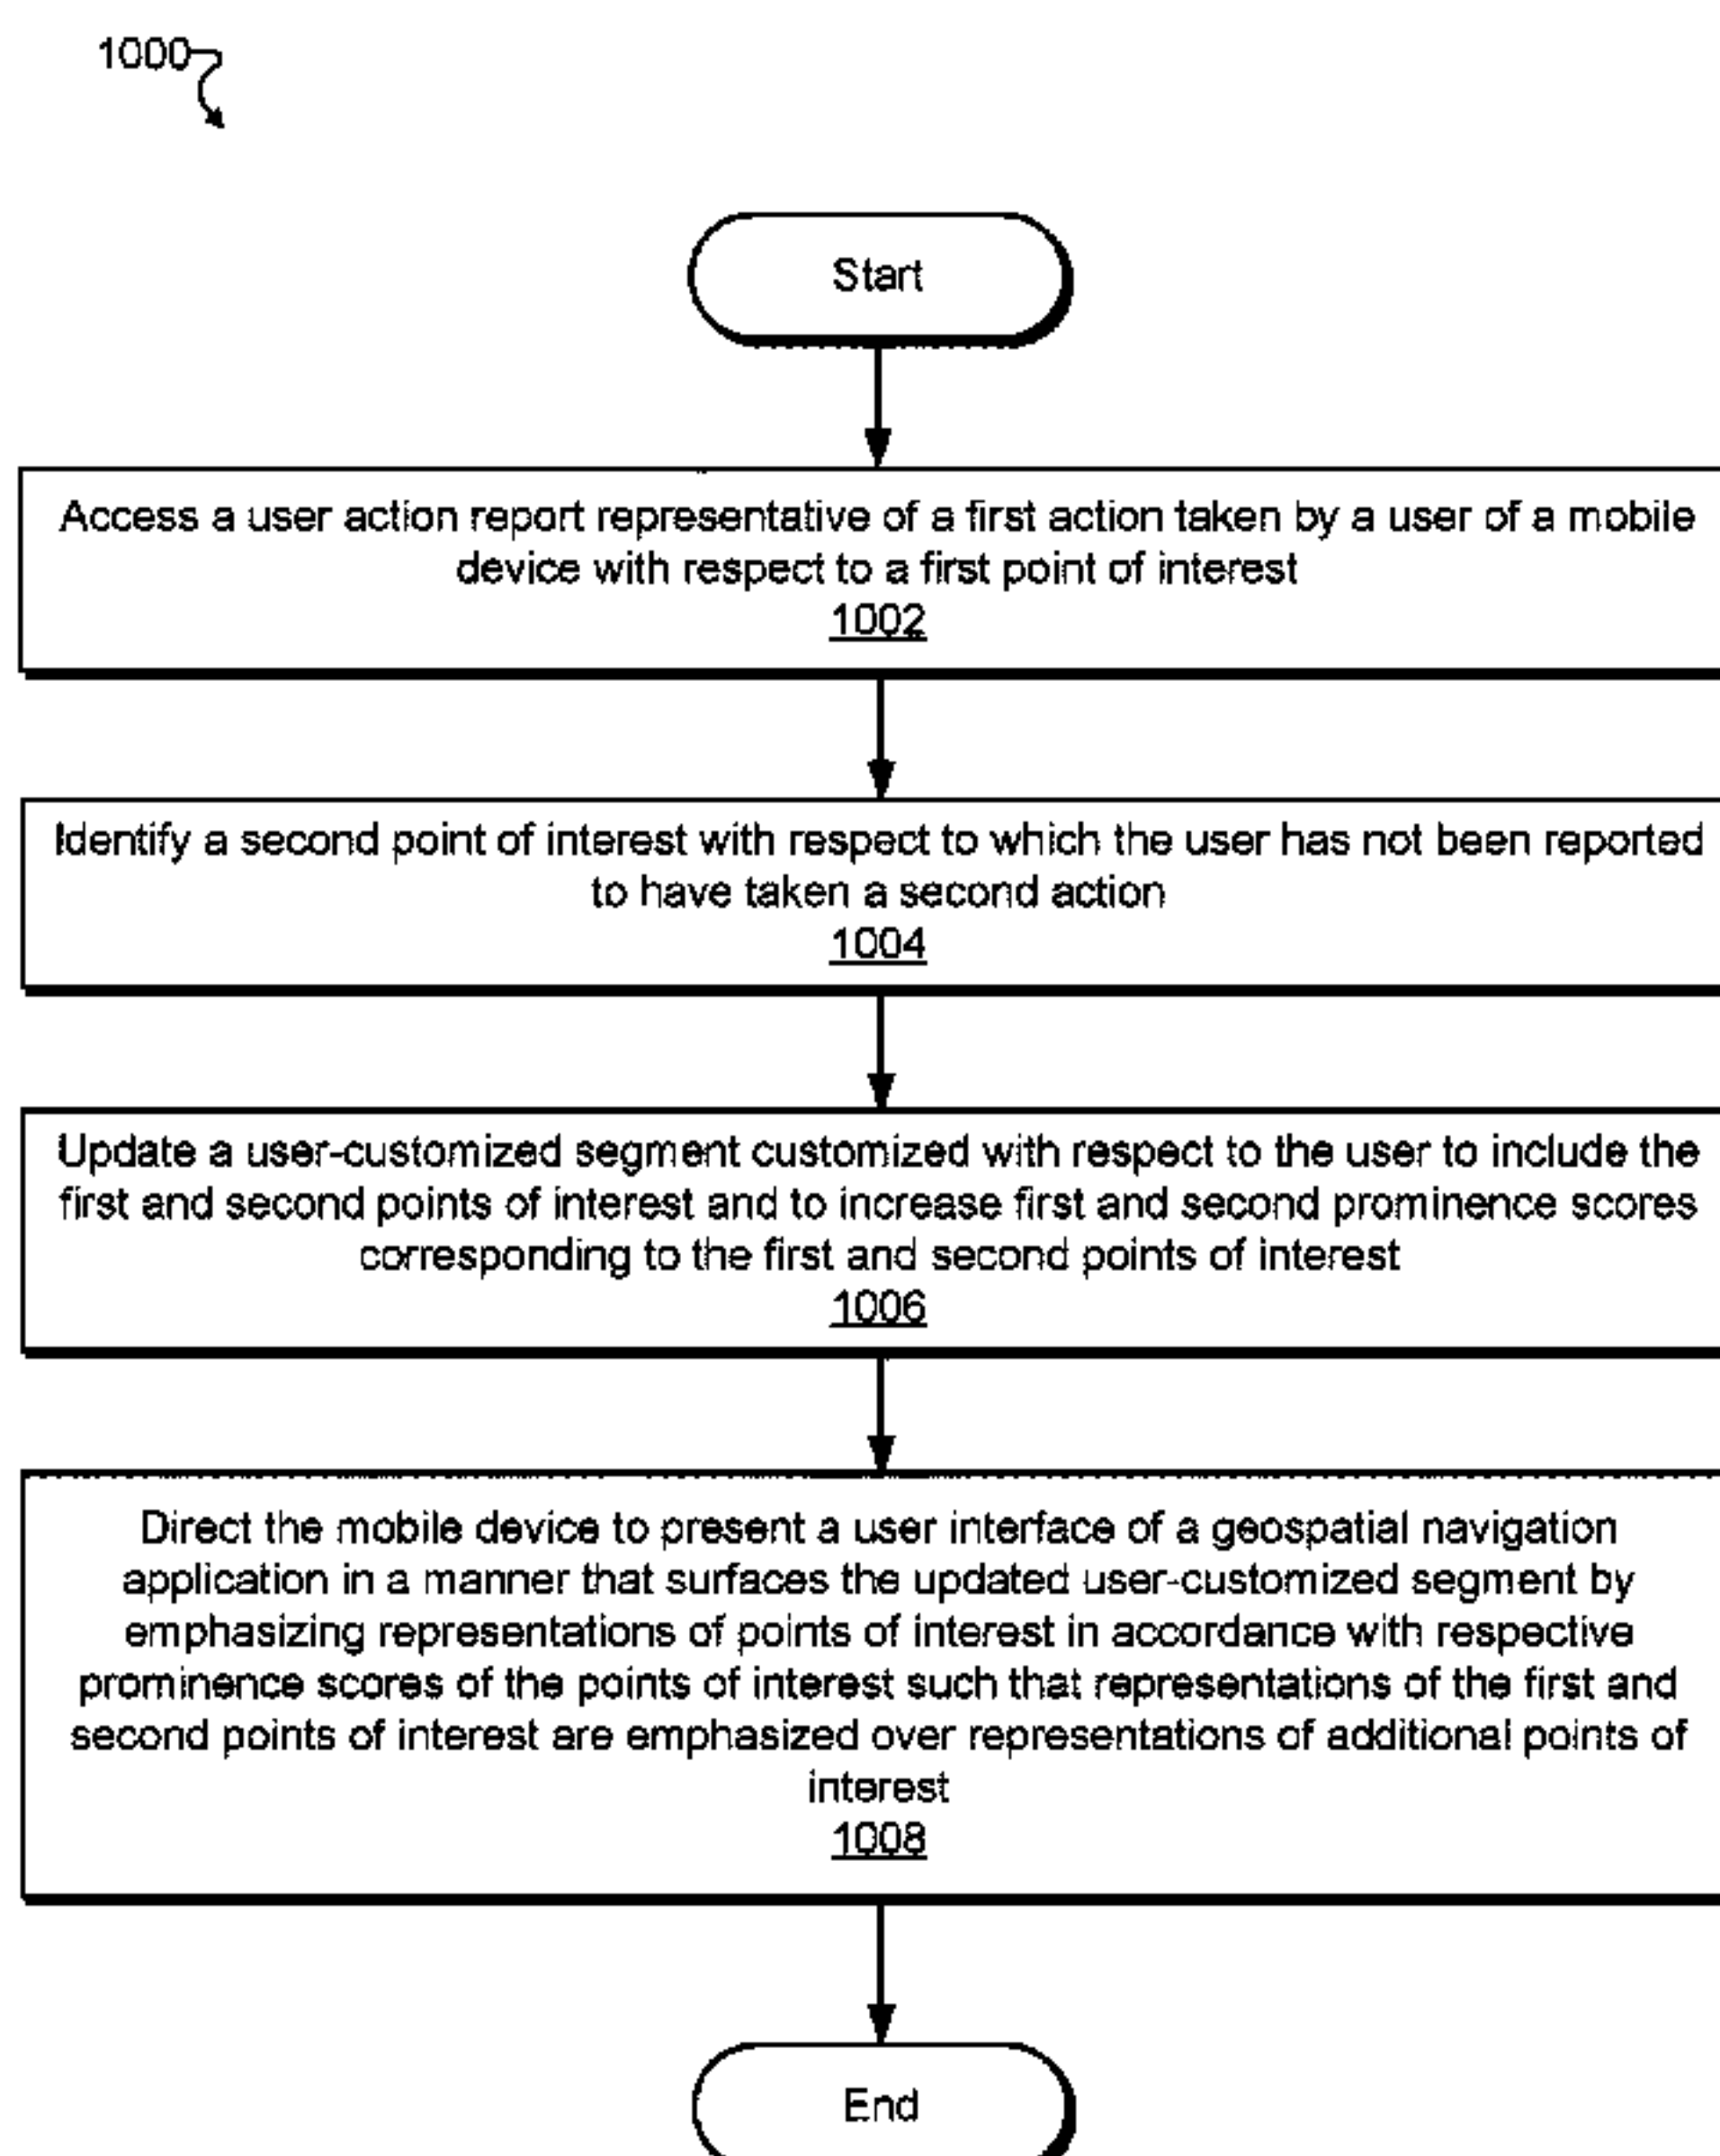 1000
Start
Access a user action report representative of a first action taken by a user of a mobile
device with respect to a first point of interest
1002
Identify a second point of interest with respect to which the user has not been reported
to have taken a second action
1004
Update a user-customized segment customized with respect to the user to include the
first and second points of interest and to increase first and second prominence scores
corresponding to the first and second points of interest
1006
Direct the mobile device to present a user interface of a geospatial navigation
application in a manner that surfaces the updated user-customized segment by
emphasizing representations of points of interest in accordance with respective
prominence scores of the points of interest such that representations of the first and
second points of interest are emphasized over representations of additional points of
interest
1008
End